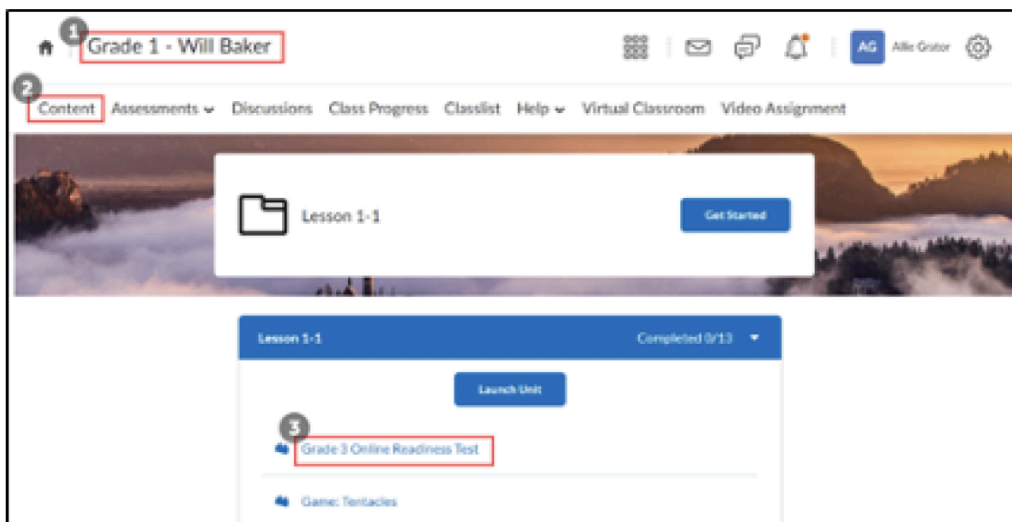 1
Grade 1 - Will Baker
AG Allie Grator
2
Content Assessments Discussions Class Progress Classlist Help Virtual Classroom Video Assignment
Lesson 1-1
Get Started
Lesson 1-1 Completed 0/13
Launch Unit
3
Grade 3 Online Readiness Test
Game: Tentacles